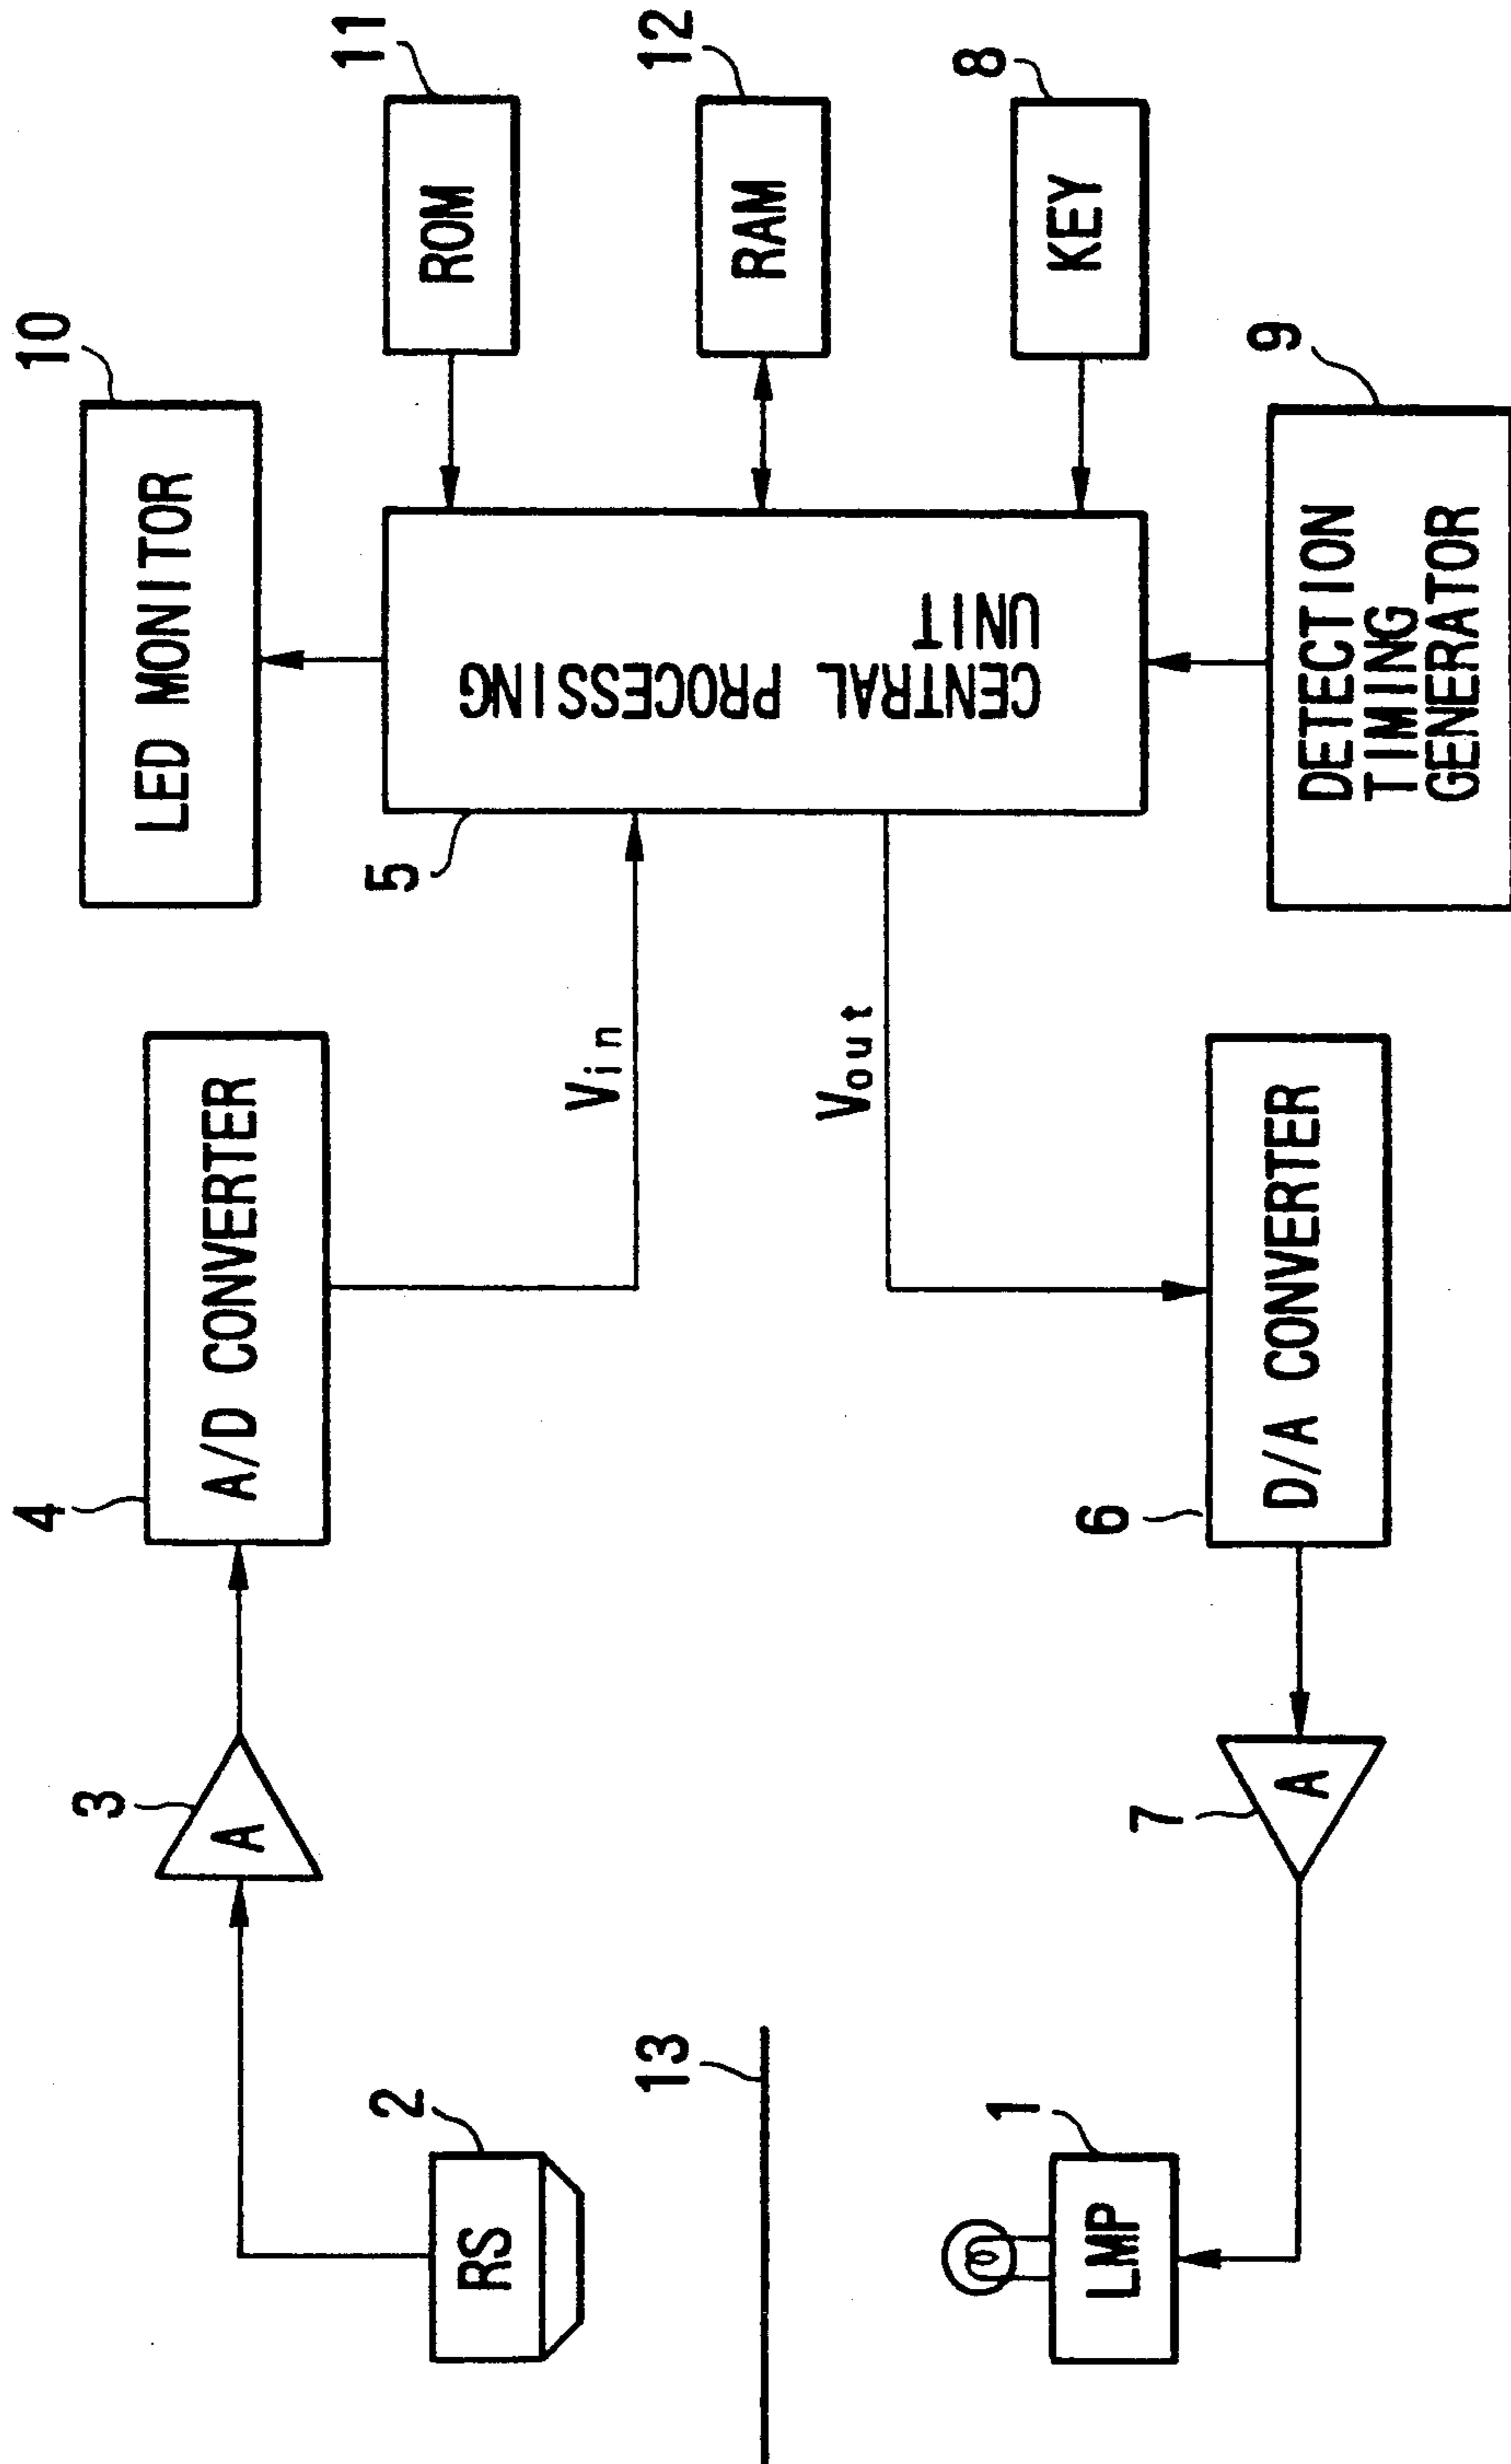 10
LED MONITOR
11
ROM
12
RAM
8
KEY
5
CENTRAL PROCESSING
UNIT
9
DETECTION
TIMING
GENERATOR
4
A/D CONVERTER
Vin
Vout
6
D/A CONVERTER
3
A
7
A
2
RS
13
1
LMP